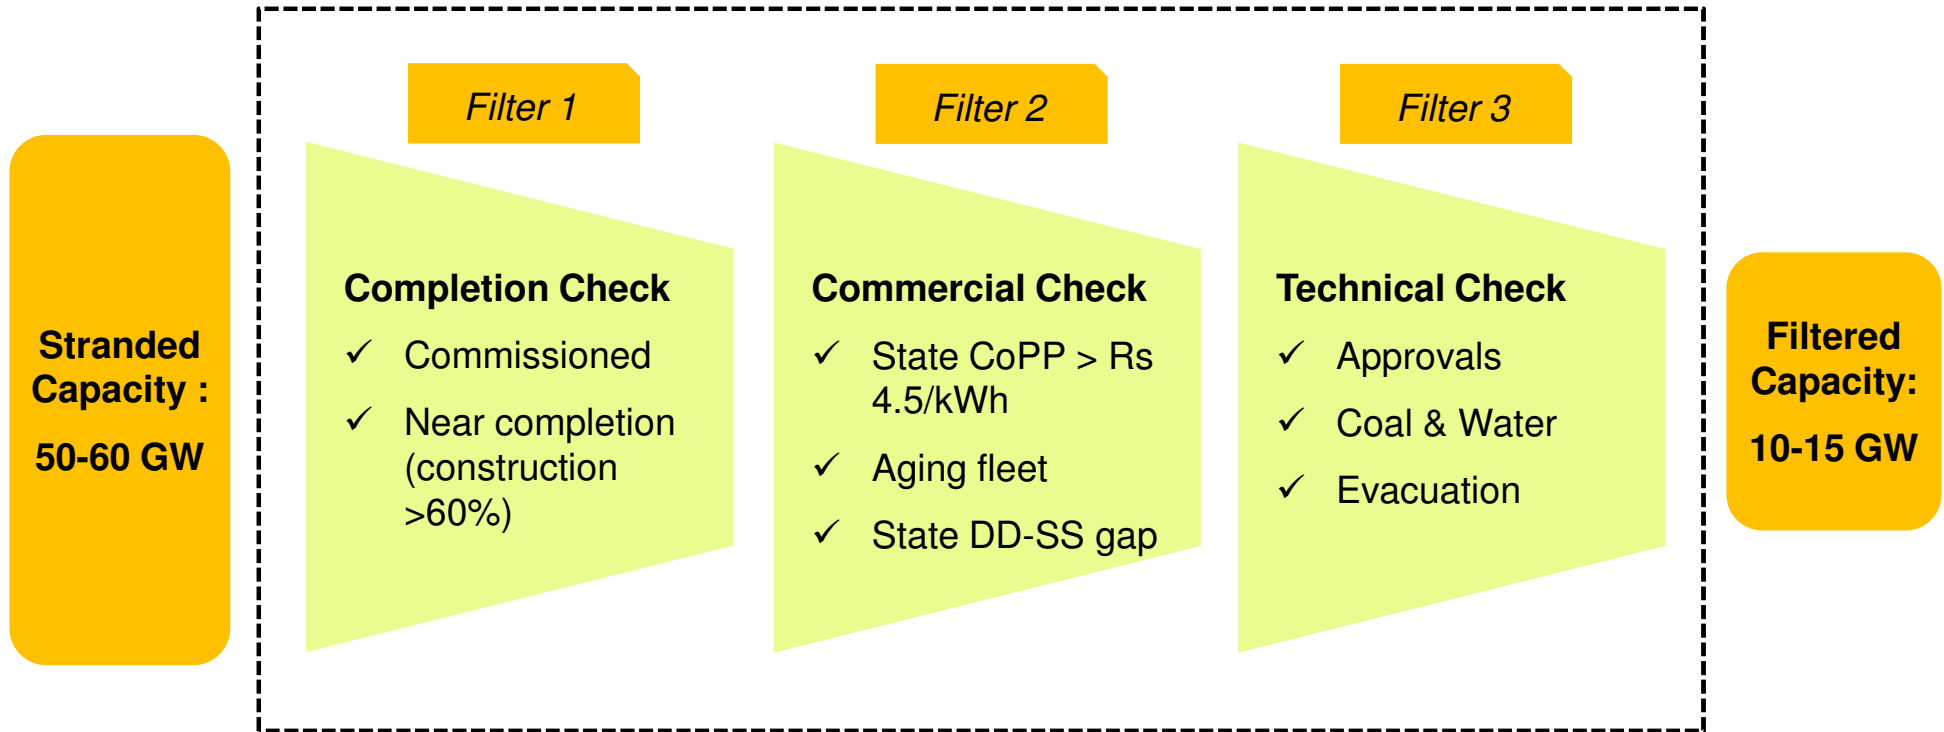 Stranded
Capacity :
50-60 GW
Filter 1
Completion Check
✓ Commissioned
✓ Near completion
(construction
>60%)
Filter 2
Commercial Check
✓ State CoPP > Rs
4.5/kWh
✓ Aging fleet
✓ State DD-SS gap
Filter 3
Technical Check
✓ Approvals
✓ Coal & Water
✓ Evacuation
Filtered
Capacity:
10-15 GW